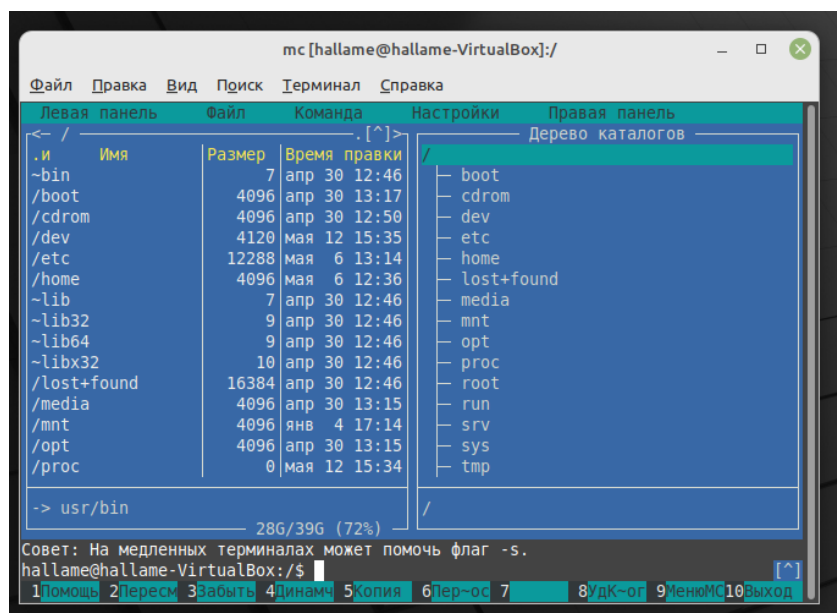 mc [hallame@hallame-VirtualBox]:/
Файл Правка Вид Поиск Терминал Справка
Левая панель Файл Команда Настройки Правая панель
<— / .[^]> Дерево каталогов
.и Имя Размер Время правки /
~bin 7 апр 30 12:46 boot
/boot 4096 апр 30 13:17 cdrom
/cdrom 4096 апр 30 12:50 dev
/dev 4120 мая 12 15:35 etc
/etc 12288 мая 6 13:14 home
/home 4096 мая 6 12:36 lost+found
~lib 7 апр 30 12:46 media
~lib32 9 апр 30 12:46 mnt
~lib64 9 апр 30 12:46 opt
~libx32 10 апр 30 12:46 proc
/lost+found 16384 апр 30 12:46 root
/media 4096 апр 30 13:15 run
/mnt 4096 янв 4 17:14 srv
/opt 4096 апр 30 13:15 sys
/proc 0 мая 12 15:34 tmp
-> usr/bin /
28G/39G (72%)
Совет: На медленных терминалах может помочь флаг -s.
hallame@hallame-VirtualBox:/$ [^]
1Помощь 2Пересм 3Забыть 4Динамч 5Копия 6Пер~ос 7 8УдК~ог 9МенюMC 10Выход